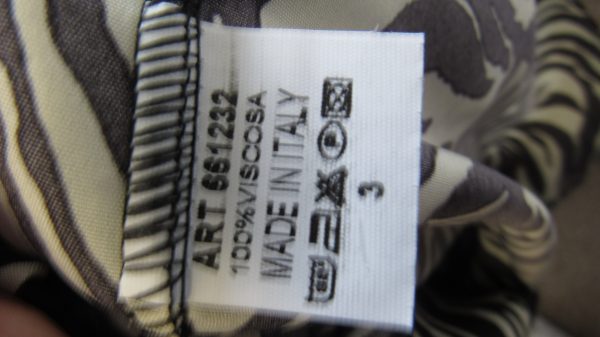 ART 661232
100%VISCOSA
MADE IN ITALY
P
3